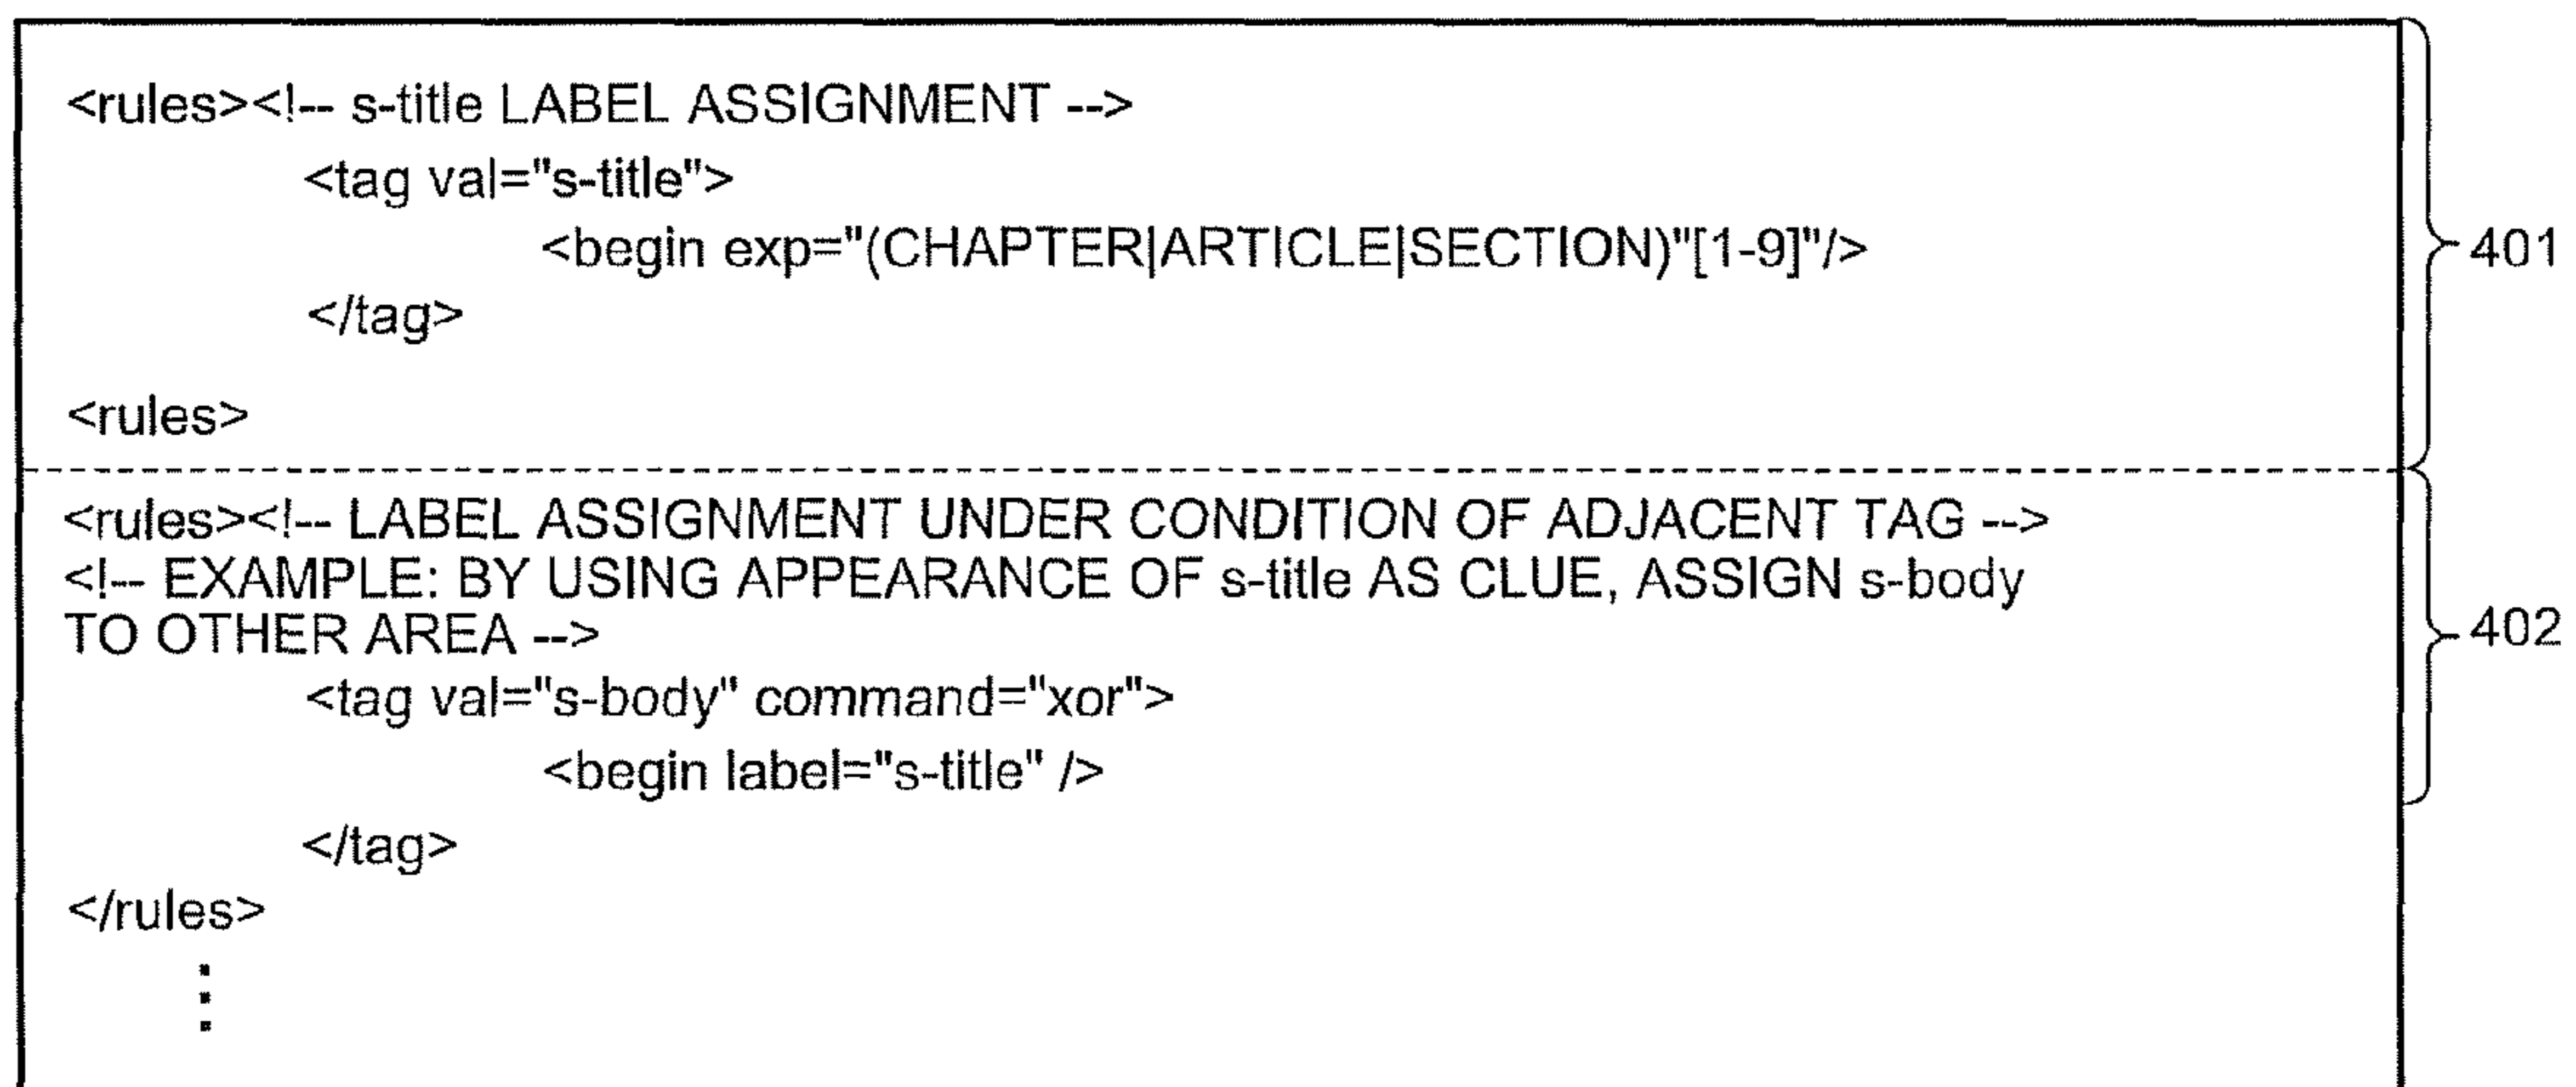 <rules><!-- s-title LABEL ASSIGNMENT -->
<tag val="s-title">
<begin exp="(CHAPTER|ARTICLE|SECTION)"[1-9]"/>
401
</tag>
<rules>
<rules><!-- LABEL ASSIGNMENT UNDER CONDITION OF ADJACENT TAG -->
<!-- EXAMPLE: BY USING APPEARANCE OF s-title AS CLUE, ASSIGN s-body
TO OTHER AREA -->
402
<tag val="s-body" command="xor">
<begin label="s-title" />
</tag>
</rules>